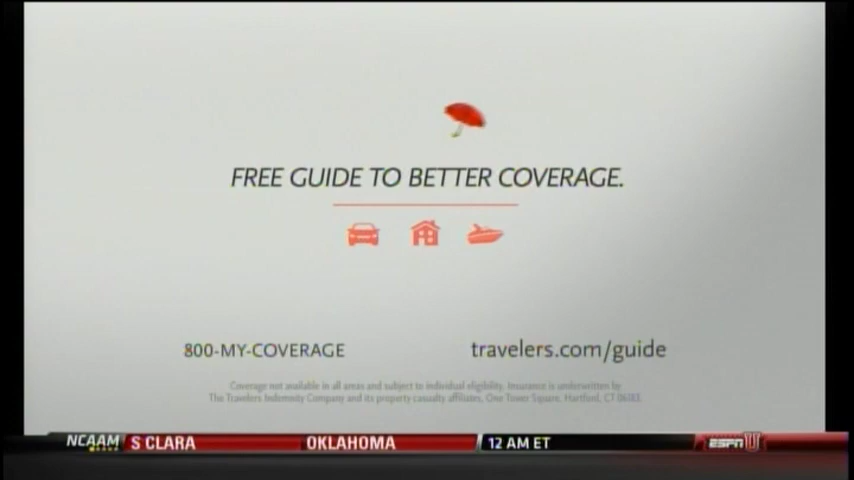 FREE GUIDE TO BETTER COVERAGE.
800-MY-COVERAGE
travelers.com/guide
Coverage not available in all areas and subject to individual eligibility. Insurance is underwritten by
The Travelers Indemnity Company and its property casualty affiliates, One Tower Square, Hartford, CT 06183.
NCAAM S CLARA OKLAHOMA 12 AM ET ESPNU